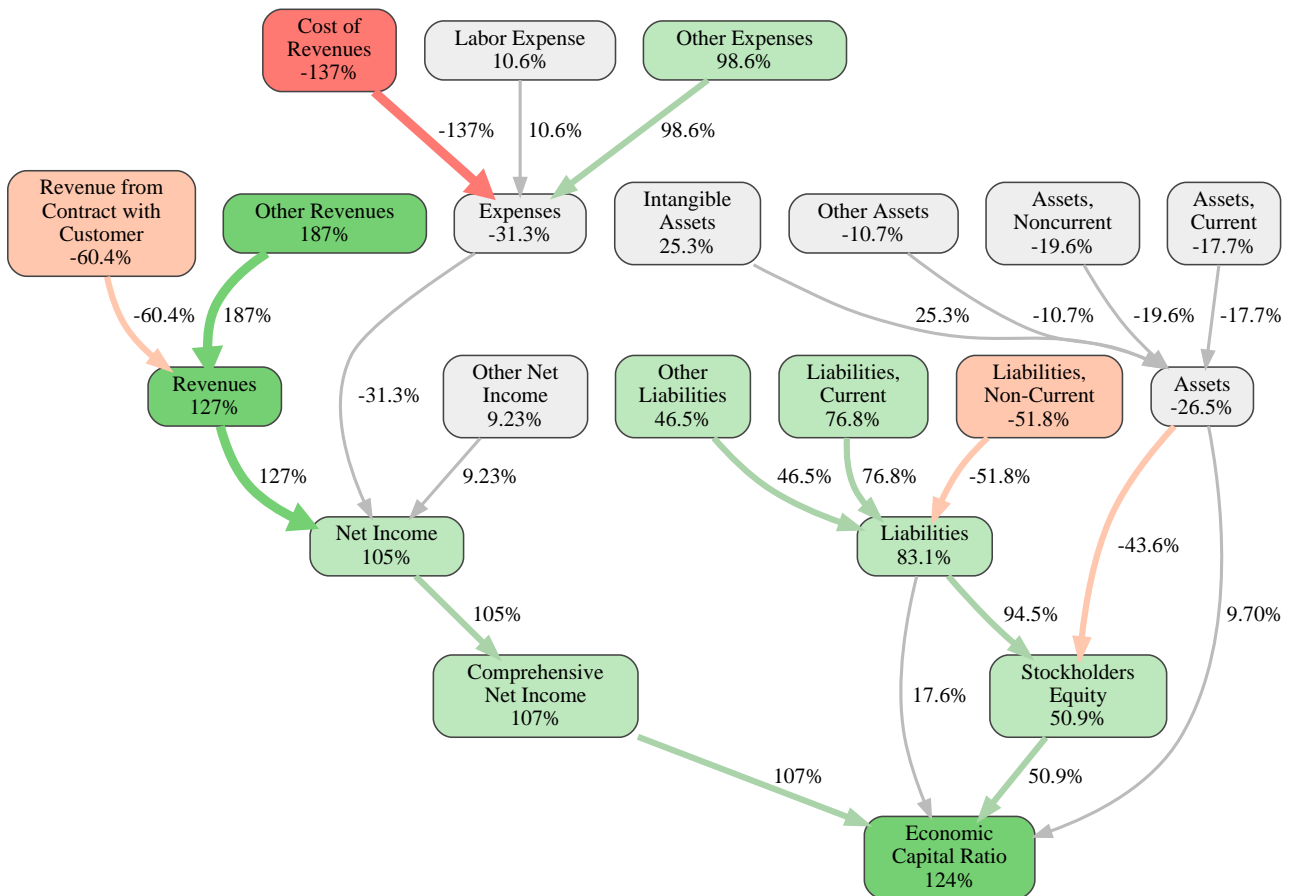 Cost of
Revenues
-137%
Labor Expense
10.6%
Other Expenses
98.6%
-137%
10.6%
98.6%
Revenue from
Contract with
Customer
-60.4%
Other Revenues
187%
Expenses
-31.3%
Intangible
Assets
25.3%
Other Assets
-10.7%
Assets,
Noncurrent
-19.6%
Assets,
Current
-17.7%
-60.4%
187%
25.3%
-10.7%
-19.6%
-17.7%
Revenues
127%
-31.3%
Other Net
Income
9.23%
Other
Liabilities
46.5%
Liabilities,
Current
76.8%
Liabilities,
Non-Current
-51.8%
Assets
-26.5%
127%
9.23%
46.5%
76.8%
-51.8%
Net Income
105%
Liabilities
83.1%
-43.6%
105%
94.5%
9.70%
Comprehensive
Net Income
107%
17.6%
Stockholders
Equity
50.9%
107%
50.9%
Economic
Capital Ratio
124%